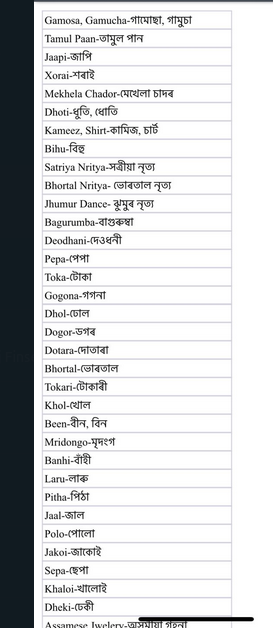 Gamosa, Gamucha-গামোছা, গামুচা
Tamul Paan-তামুল পান
Jaapi-জাপি
Xorai-শৰাই
Mekhela Chador-মেখেলা চাদৰ
Dhoti-ধুতি, ধোতি
Kameez, Shirt-কামিজ, চাৰ্ট
Bihu-বিহু
Satriya Nritya-সত্ৰীয়া নৃত্য
Bhortal Nritya- ভোৰতাল নৃত্য
Jhumur Dance- ঝুমুৰ নৃত্য
Bagurumba-বাগুৰুম্বা
Deodhani-দেওধনী
Pepa-পেপা
Toka-টোকা
Gogona-গগনা
Dhol-ঢোল
Dogor-ডগৰ
Dotara-দোতাৰা
Bhortal-ভোৰতাল
Tokari-টোকাৰী
Khol-খোল
Been-বীন, বিন
Mridongo-মৃদংগ
Banhi-বাঁহী
Laru-লাৰু
Pitha-পিঠা
Jaal-জাল
Polo-পোলো
Jakoi-জাকোই
Sepa-ছেপা
Khaloi-খালোই
Dheki-ঢেকী
Assamese Jwelery-অসমীয়া গহনা